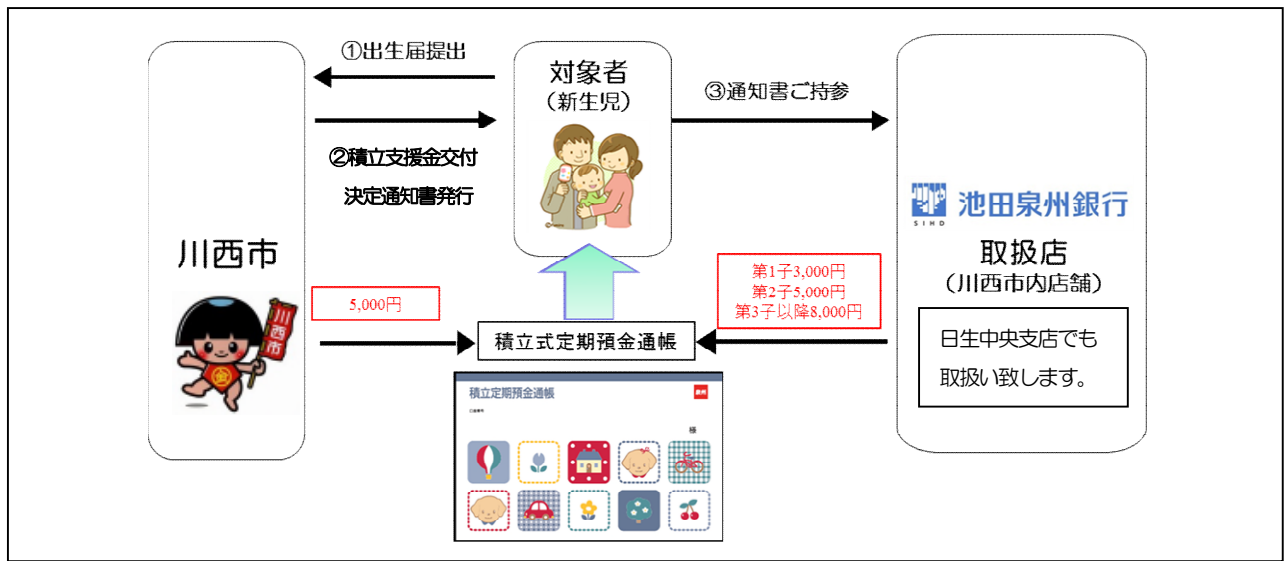 ①出生届提出
②積立支援金交付
決定通知書発行
川西市
川西市
5,000円
対象者
（新生児）
③通知書ご持参
SIHD
池田泉州銀行
取扱店
（川西市内店舗）
日生中央支店でも
取扱い致します。
第1子3,000円
第2子5,000円
第3子以降8,000円
積立式定期預金通帳
積立定期預金通帳
様